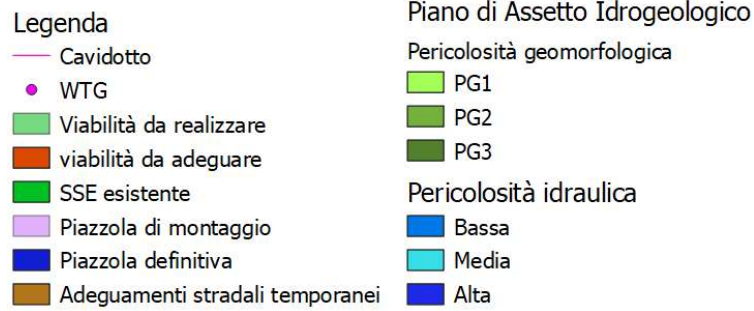 Legenda
Cavidotto
WTG
Viabilità da realizzare
viabilità da adeguare
SSE esistente
Piazzola di montaggio
Piazzola definitiva
Adeguamenti stradali temporanei
Piano di Assetto Idrogeologico
Pericolosità geomorfologica
PG1
PG2
PG3
Pericolosità idraulica
Bassa
Media
Alta